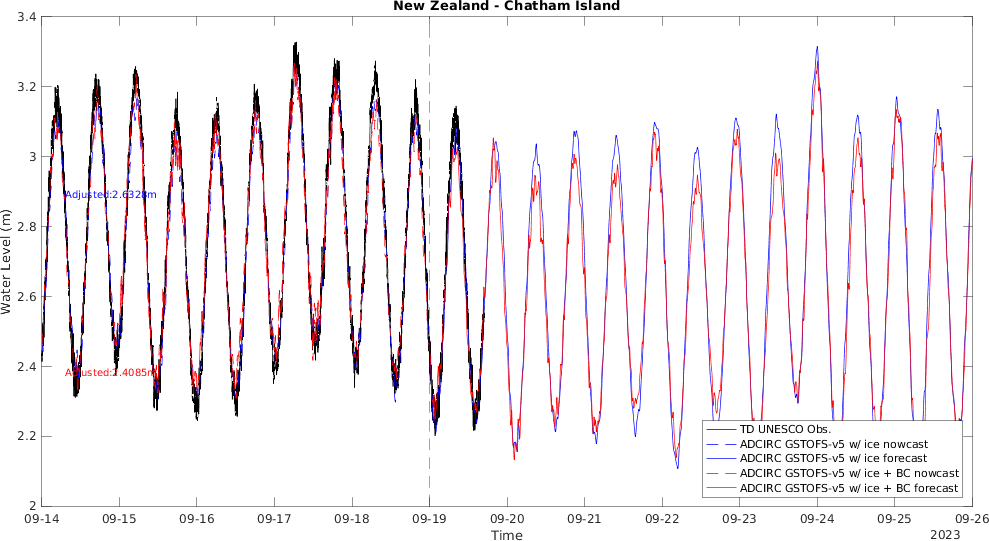 New Zealand - Chatham Island
Water Level (m)
3.4
3.2
3
2.8
2.6
2.4
2.2
2
Adjusted:2.6328m
Adjusted:2.4085m
TD UNESCO Obs.
ADCIRC GSTOFS-v5 w/ ice nowcast
ADCIRC GSTOFS-v5 w/ ice forecast
ADCIRC GSTOFS-v5 w/ ice + BC nowcast
ADCIRC GSTOFS-v5 w/ ice + BC forecast
09-14 09-15 09-16 09-17 09-18 09-19 09-20 09-21 09-22 09-23 09-24 09-25 09-26
Time
2023